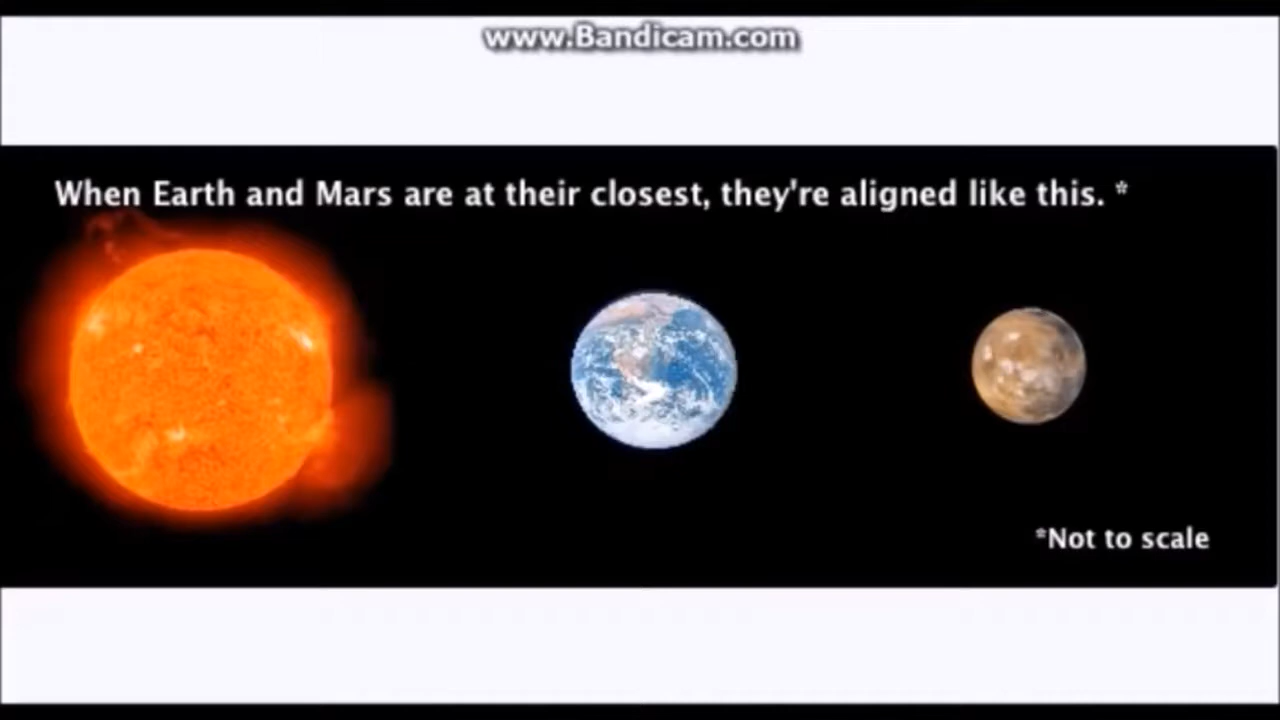 www.Bandicam.com
When Earth and Mars are at their closest, they're aligned like this. *
*Not to scale